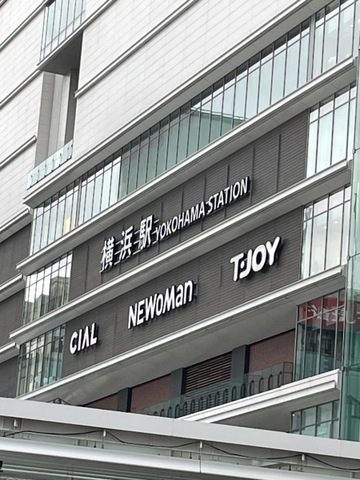 横浜駅 YOKOHAMA STATION
CIAL NEWoMan T・JOY